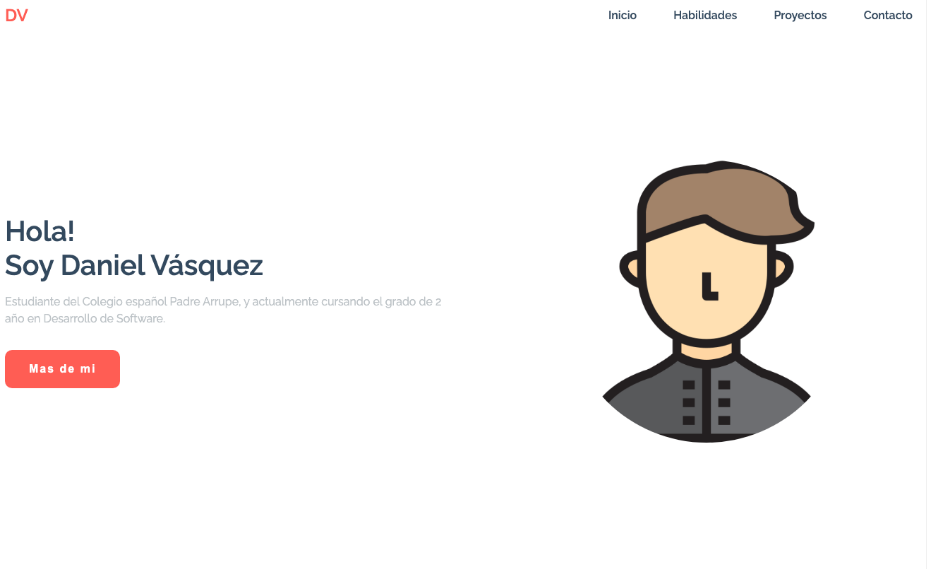 DV
Inicio Habilidades Proyectos Contacto
Hola!
Soy Daniel Vásquez
Estudiante del Colegio español Padre Arrupe, y actualmente cursando el grado de 2
año en Desarrollo de Software.
Mas de mi